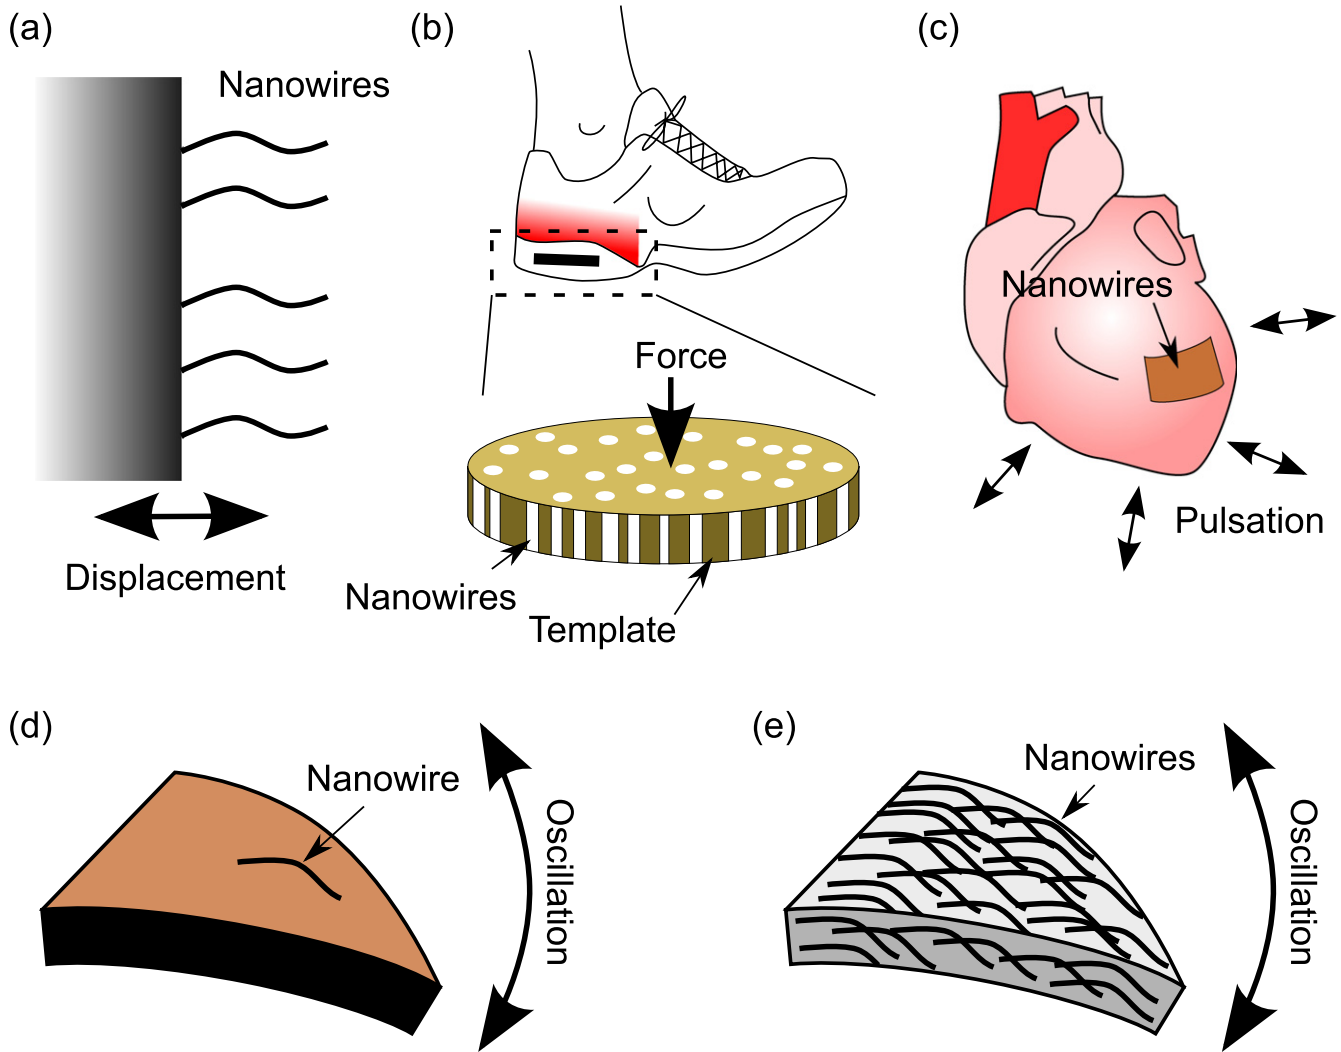 (a)
Nanowires
Displacement
(b)
Force
Nanowires
Template
(c)
Nanowires
Pulsation
(d)
Nanowire
Oscillation
(e)
Nanowires
Oscillation